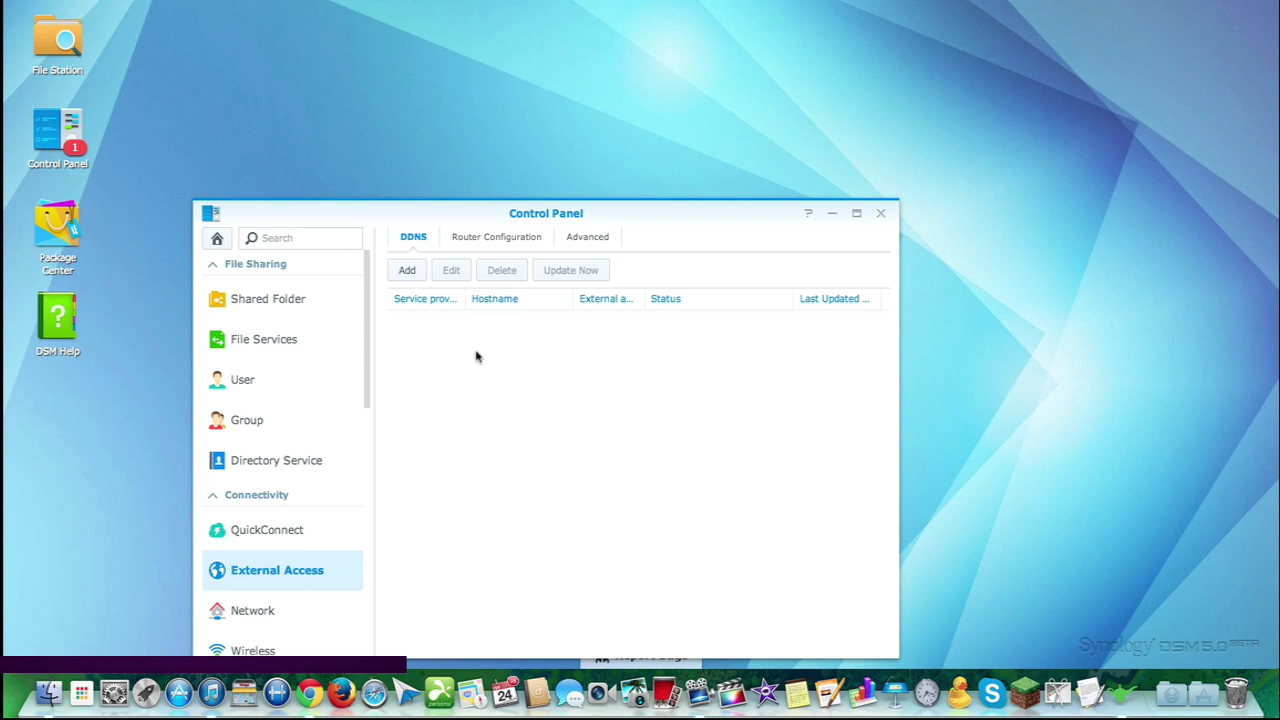 File Station
Control Panel
1
Package
Center
DSM Help
Control Panel
Search
DDNS
Router Configuration
Advanced
File Sharing
Add
Edit
Delete
Update Now
Service prov...
Hostname
External a...
Status
Last Updated ...
Shared Folder
File Services
User
Group
Directory Service
Connectivity
QuickConnect
External Access
Network
Wireless
Synology DSM 5.0 BETA
24